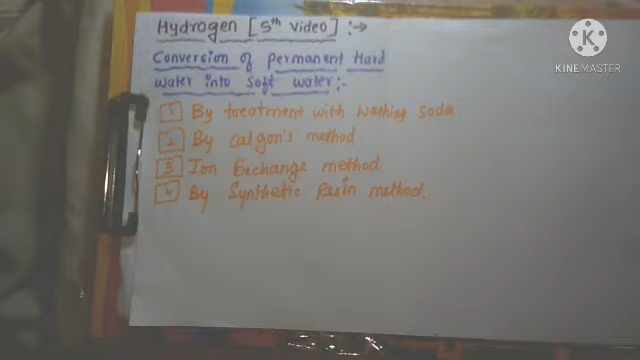 Hydrogen [5th video] :→
Conversion of permanent Hard
Water into Soft water:-
1 By treatment with washing soda
2 By calgon's method
3 Ion Exchange method
4 By Synthetic Resin method.
K
KINEMASTER